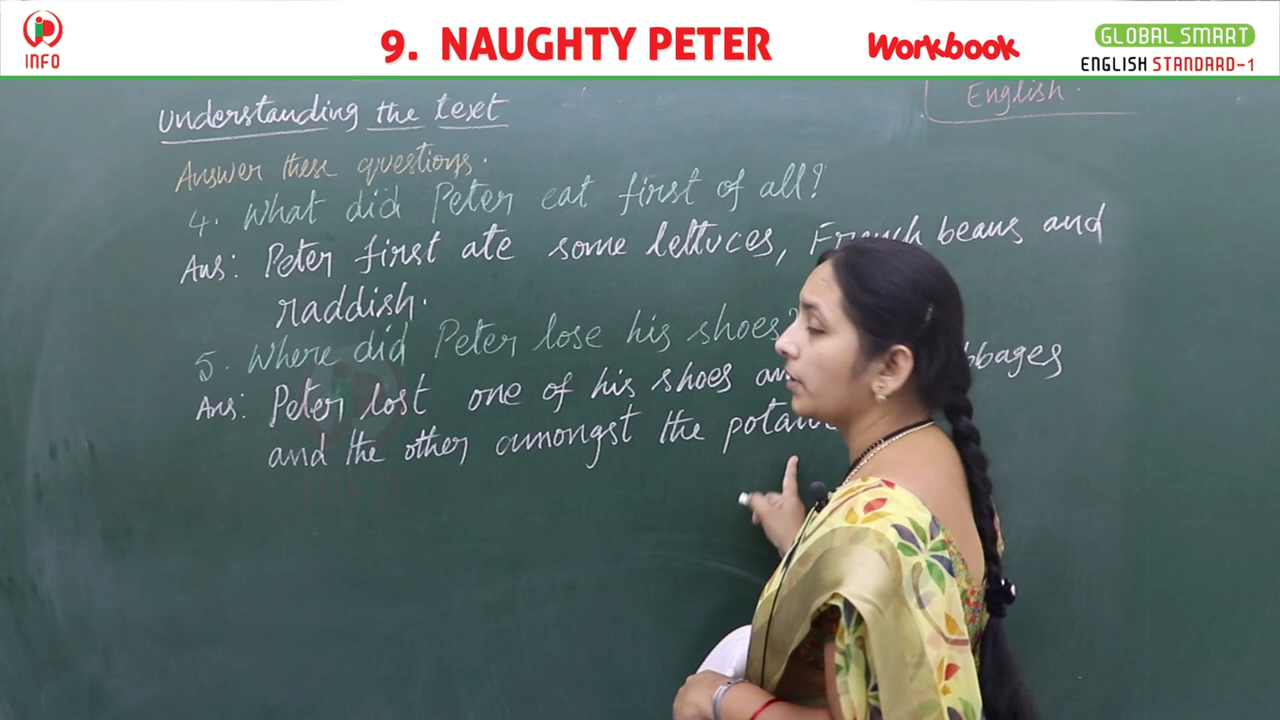 INFO
9. NAUGHTY PETER
Workbook
GLOBAL SMART
ENGLISH STANDARD-1
English.
Understanding the text
Answer these questions.
4. What did Peter eat first of all?
Ans: Peter first ate some lettuces, French beans and
raddish.
5. Where did Peter lose his shoes?
Ans: Peter lost one of his shoes
and the other amongst the
INFO